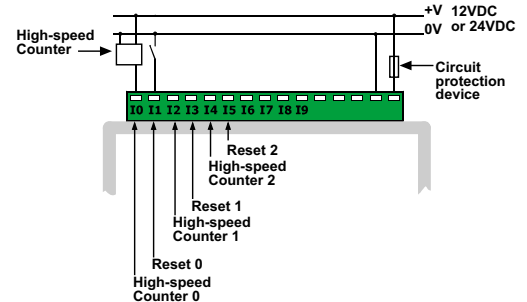 +V 12VDC
0V or 24VDC
High-speed
Counter
Circuit
protection
device
I0 I1 I2 I3 I4 I5 I6 I7 I8 I9
Reset 2
High-speed
Counter 2
Reset 1
High-speed
Counter 1
Reset 0
High-speed
Counter 0